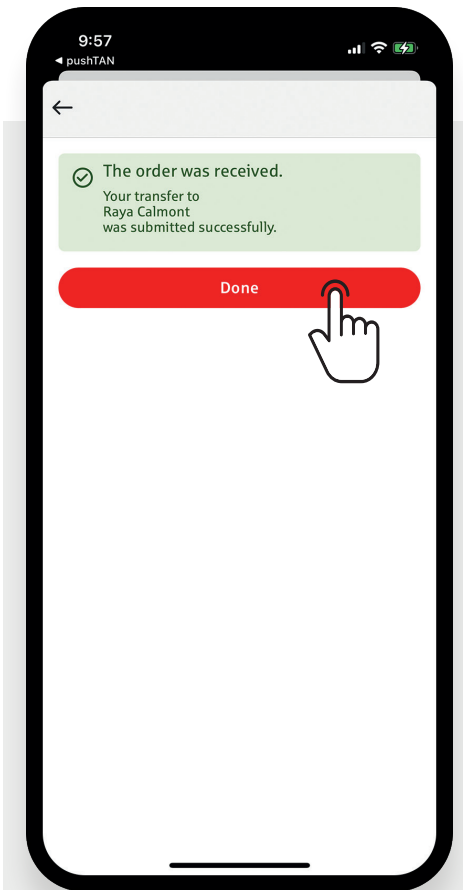 9:57
◀ pushTAN
The order was received.
Your transfer to
Raya Calmont
was submitted successfully.
Done